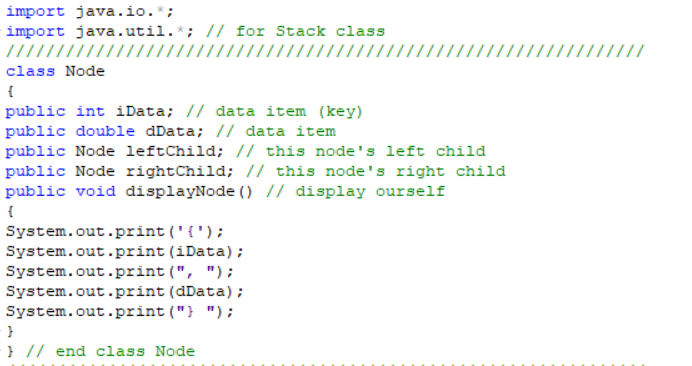 import java.io.*;
import java.util.*; // for Stack class
////////////////////////////////////////////////////////////////
class Node
{
public int iData; // data item (key)
public double dData; // data item
public Node leftChild; // this node's left child
public Node rightChild; // this node's right child
public void displayNode() // display ourself
{
System.out.print('{');
System.out.print(iData);
System.out.print(", ");
System.out.print(dData);
System.out.print("} ");
}
} // end class Node